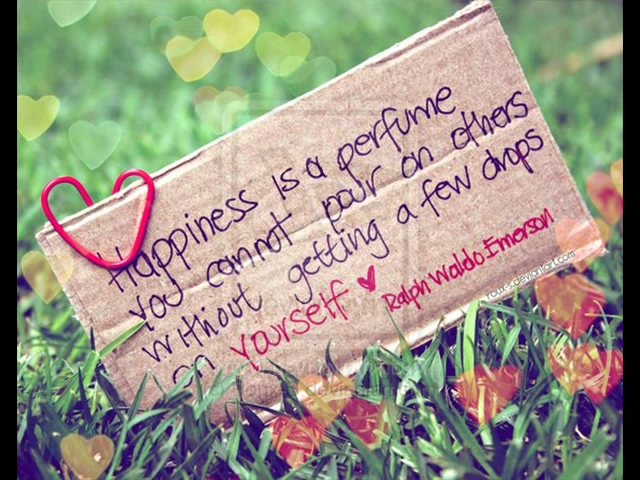 Happiness is a perfume
you cannot pour on others
without getting a few drops
on yourself
Ralph Waldo Emerson